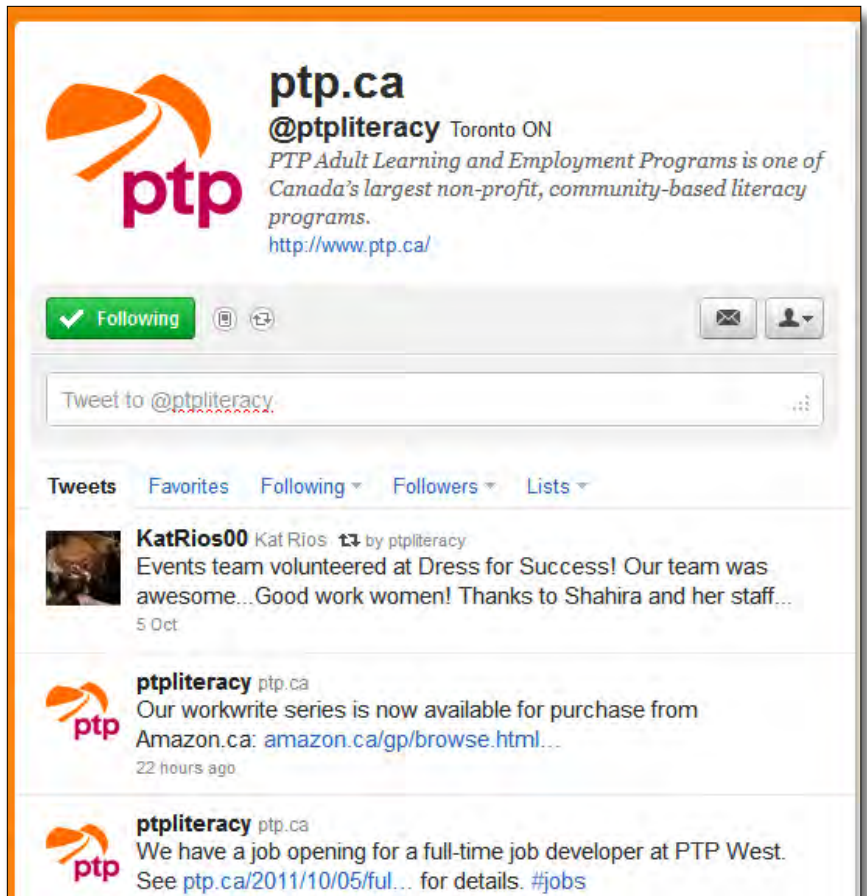 ptp
ptp.ca
@ptpliteracy Toronto ON
PTP Adult Learning and Employment Programs is one of
Canada's largest non-profit, community-based literacy
programs.
http://www.ptp.ca/
Following
Tweet to @ptpliteracy
Tweets Favorites Following Followers Lists
KatRios00 Kat Rios by ptpliteracy
Events team volunteered at Dress for Success! Our team was
awesome...Good work women! Thanks to Shahira and her staff...
5 Oct
ptp
ptpliteracy ptp.ca
Our workwrite series is now available for purchase from
Amazon.ca: amazon.ca/gp/browse.html...
22 hours ago
ptp
ptpliteracy ptp.ca
We have a job opening for a full-time job developer at PTP West.
See ptp.ca/2011/10/05/ful... for details. #jobs